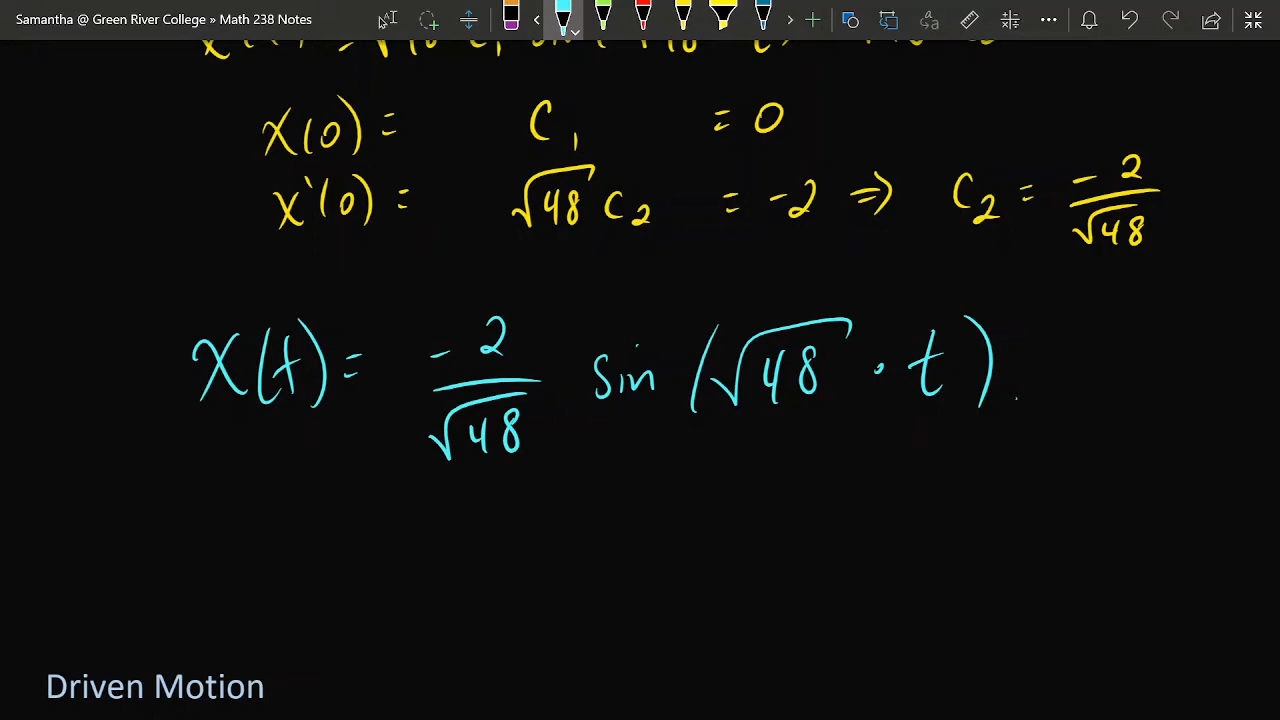 Samantha @ Green River College » Math 238 Notes
x(0) = C₁ = 0
x'(0) = √48 C₂ = -2 ⇒ C₂ = -2/√48
x(t) = -2/√48 sin(√48 · t).
Driven Motion